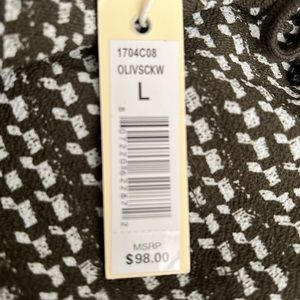 1704C08
OLIVSCKW
L
MSRP
$98.00